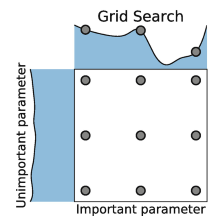 Grid Search
Unimportant parameter
Important parameter